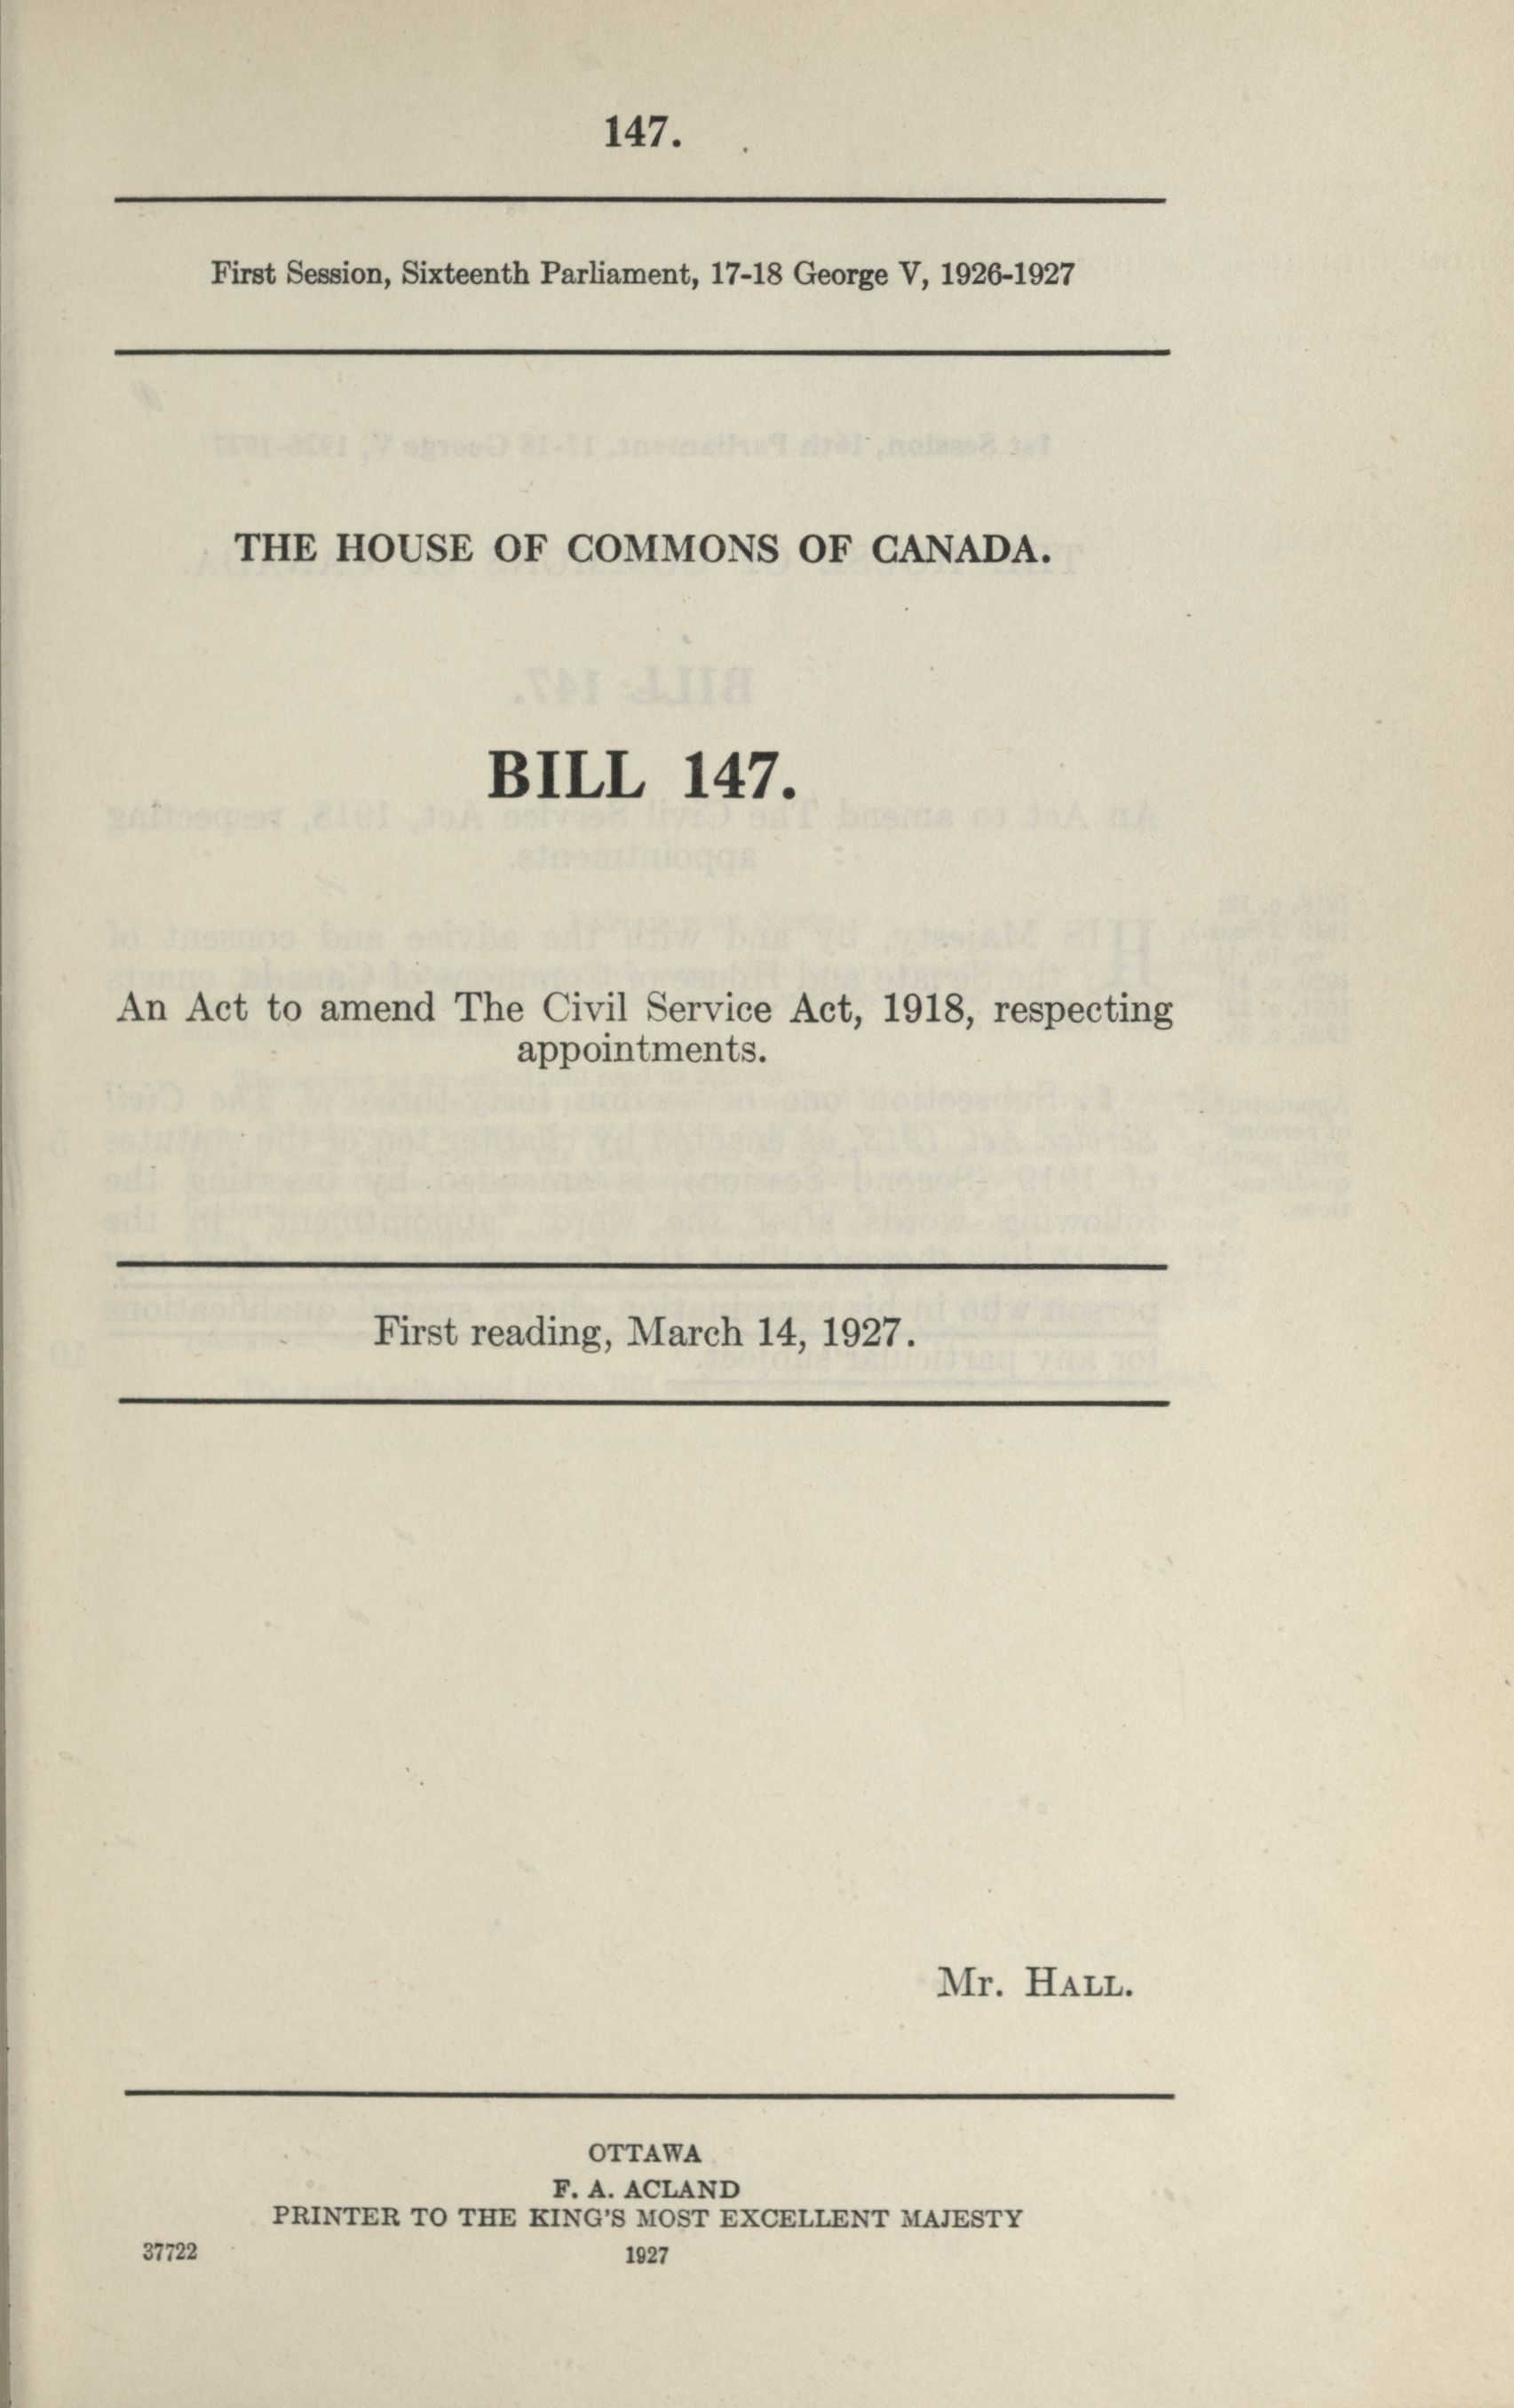 147.
First Session, Sixteenth Parliament, 17-18 George V, 1926-1927
THE HOUSE OF COMMONS OF CANADA.
BILL 147.
An Act to amend The Civil Service Act, 1918, respecting
appointments.
First reading, March 14, 1927.
Mr. HALL.
OTTAWA
F. A. ACLAND
PRINTER TO THE KING'S MOST EXCELLENT MAJESTY
37722 1927